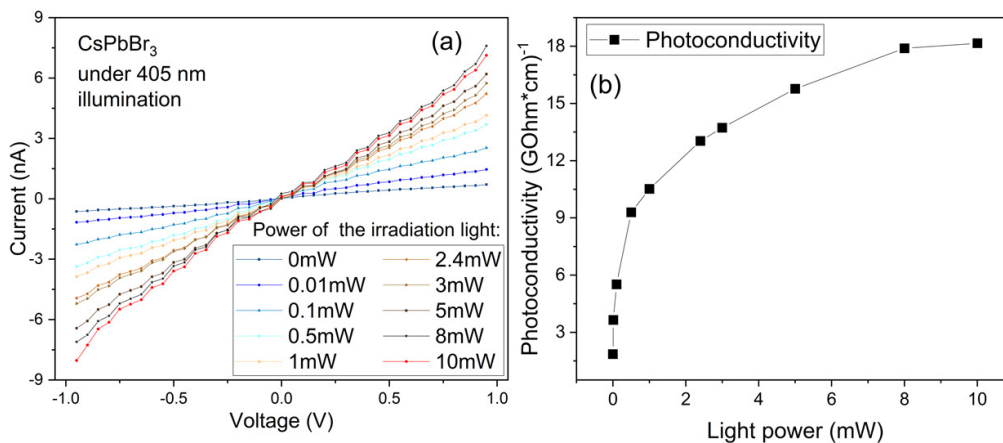 CsPbBr₃
under 405 nm
illumination
(a)
Current (nA)
9
6
3
0
-3
-6
-9
Power of the irradiation light:
0mW
0.01mW
0.1mW
0.5mW
1mW
2.4mW
3mW
5mW
8mW
10mW
-1.0 -0.5 0.0 0.5 1.0
Voltage (V)
Photoconductivity
(b)
Photoconductivity (GOhm*cm)⁻¹
18
15
12
9
6
3
0 2 4 6 8 10
Light power (mW)